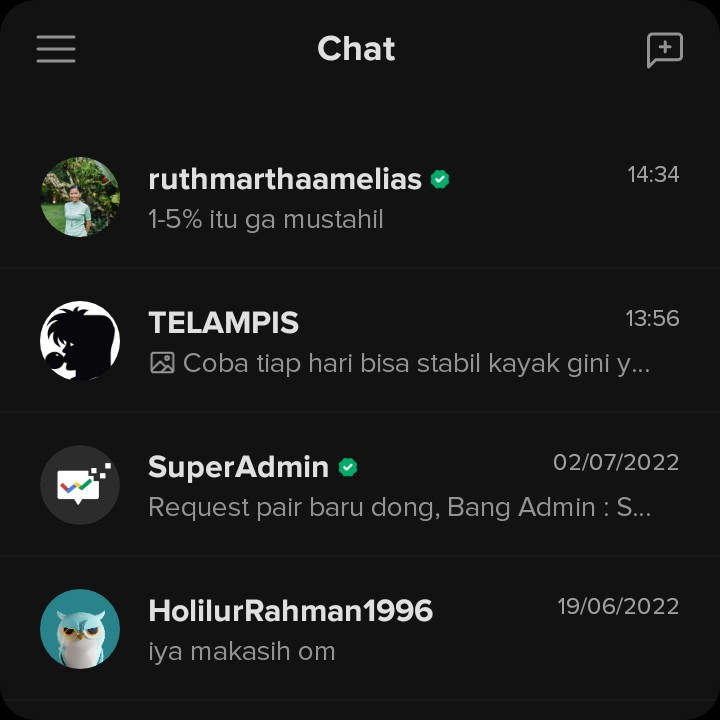 Chat
ruthmarthaamelias
14:34
1-5% itu ga mustahil
TELAMPIS
13:56
Coba tiap hari bisa stabil kayak gini y...
SuperAdmin
02/07/2022
Request pair baru dong, Bang Admin : S...
HolilurRahman1996
19/06/2022
iya makasih om